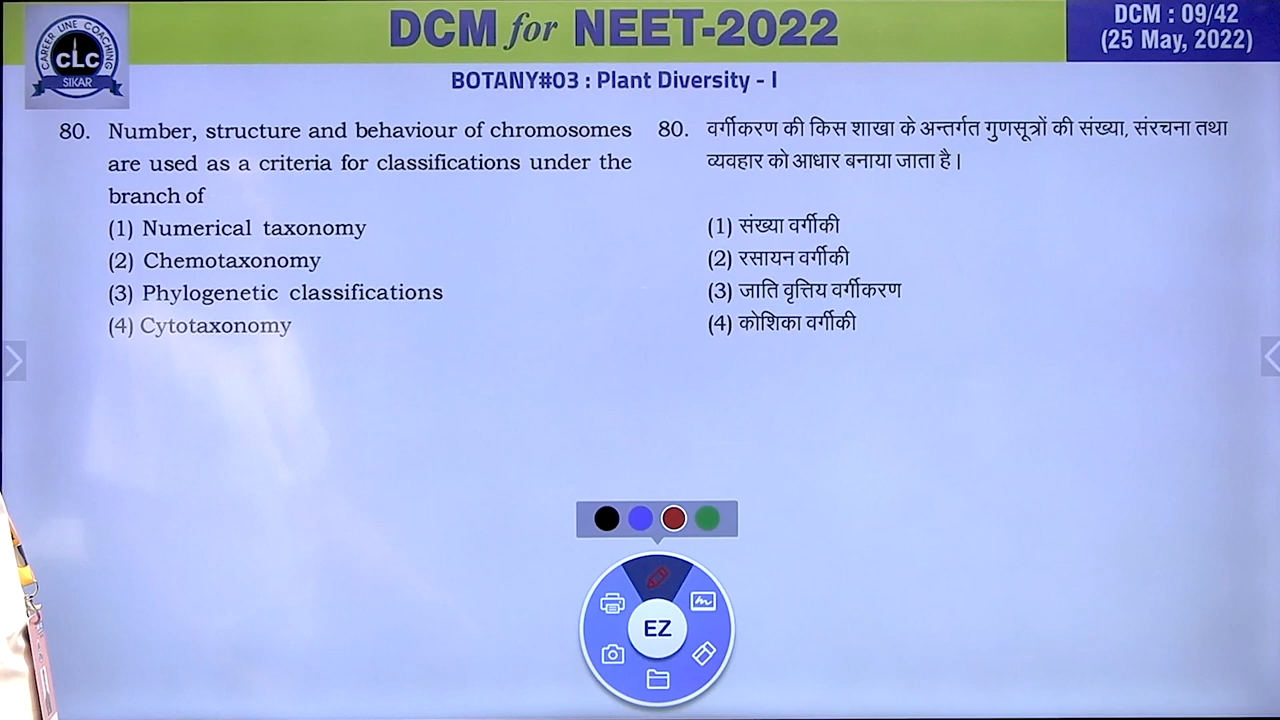 DCM for NEET-2022
DCM : 09/42
(25 May, 2022)
CAREER LINE COACHING
CLC
SIKAR
BOTANY#03 : Plant Diversity - I
80. Number, structure and behaviour of chromosomes
are used as a criteria for classifications under the
branch of
(1) Numerical taxonomy
(2) Chemotaxonomy
(3) Phylogenetic classifications
(4) Cytotaxonomy
80. वर्गीकरण की किस शाखा के अन्तर्गत गुणसूत्रों की संख्या, संरचना तथा
व्यवहार को आधार बनाया जाता है।
(1) संख्या वर्गीकी
(2) रसायन वर्गीकी
(3) जाति वृत्तिय वर्गीकरण
(4) कोशिका वर्गीकी
EZ